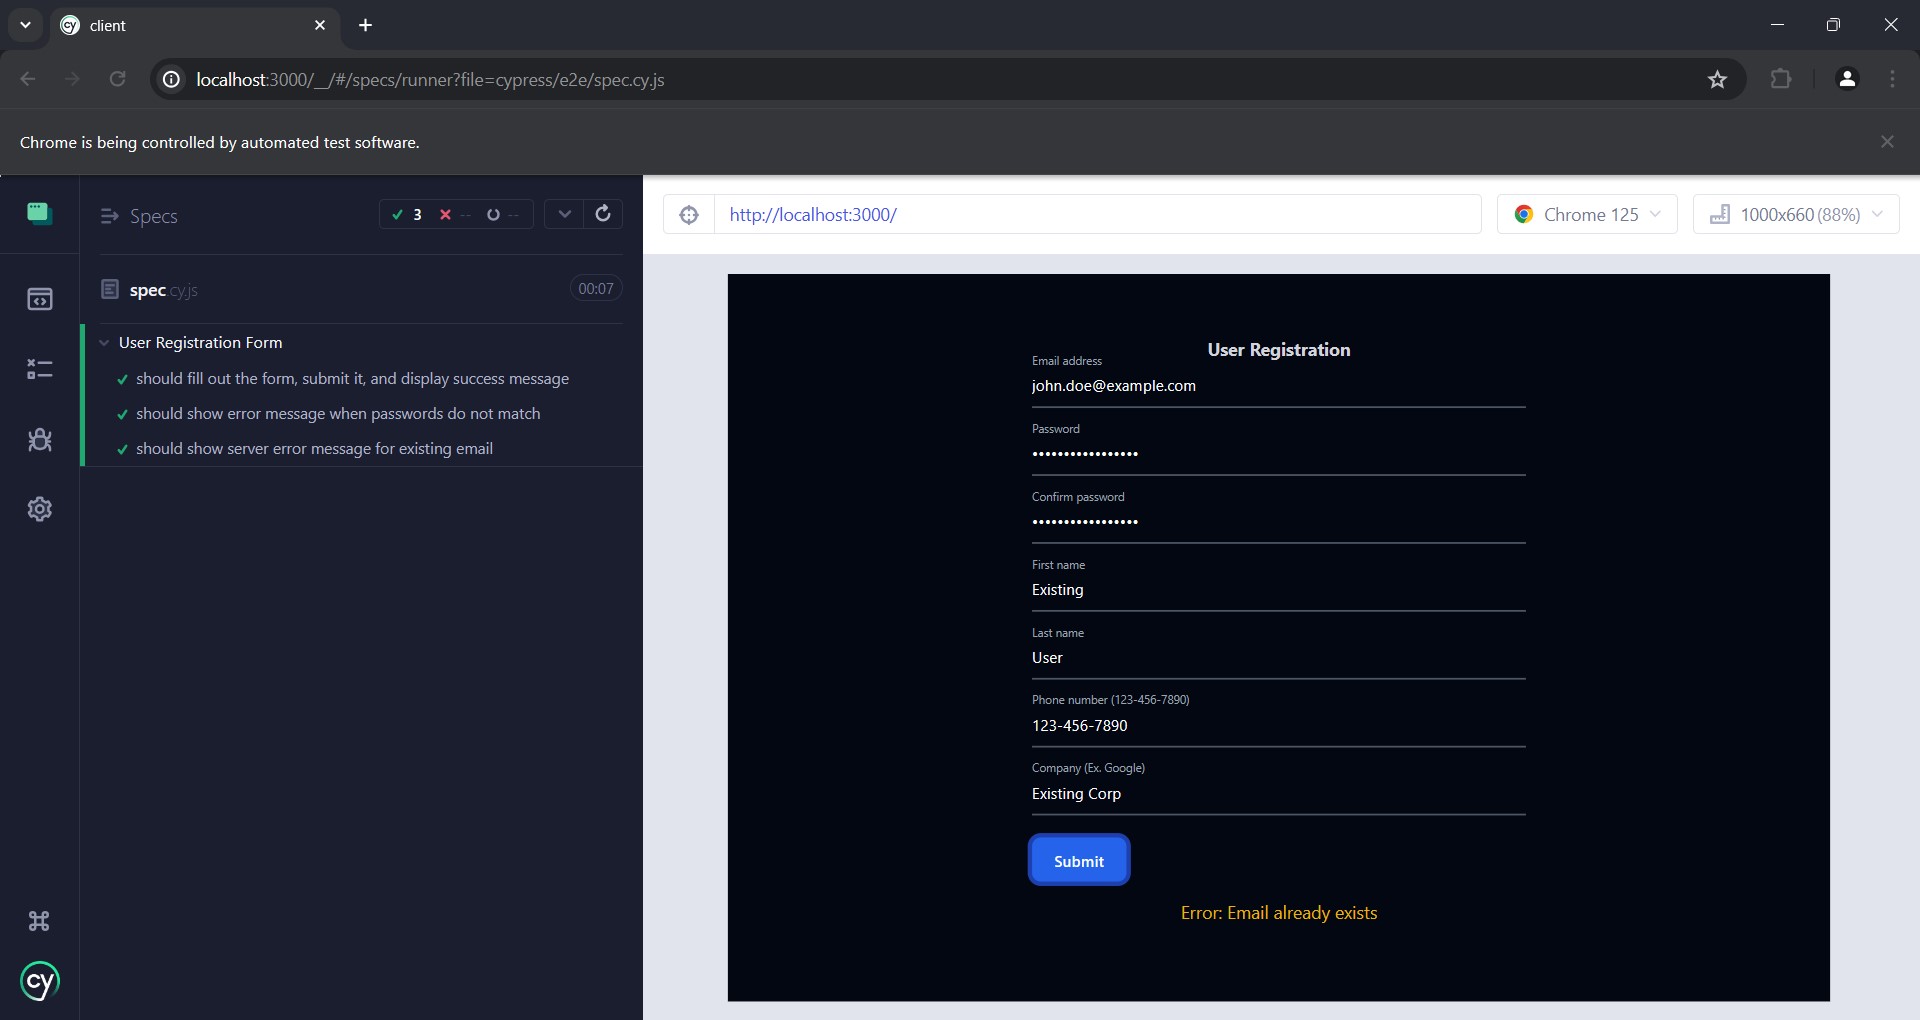 client
localhost:3000/__/#/specs/runner?file=cypress/e2e/spec.cy.js
Chrome is being controlled by automated test software.
Specs
3 -- --
spec.cy.js
00:07
User Registration Form
should fill out the form, submit it, and display success message
should show error message when passwords do not match
should show server error message for existing email
cy
http://localhost:3000/
Chrome 125
1000x660 (88%)
User Registration
Email address
john.doe@example.com
Password
•••••••••••••••••
Confirm password
•••••••••••••••••
First name
Existing
Last name
User
Phone number (123-456-7890)
123-456-7890
Company (Ex. Google)
Existing Corp
Submit
Error: Email already exists